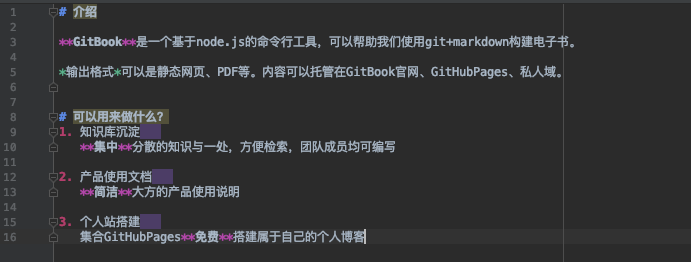 1 # 介绍
2
3 **GitBook**是一个基于node.js的命令行工具，可以帮助我们使用git+markdown构建电子书。
4
5 *输出格式*可以是静态网页、PDF等。内容可以托管在GitBook官网、GitHubPages、私人域。
6
7
8 # 可以用来做什么？
9 1. 知识库沉淀
10 **集中**分散的知识与一处，方便检索，团队成员均可编写
11
12 2. 产品使用文档
13 **简洁**大方的产品使用说明
14
15 3. 个人站搭建
16 集合GitHubPages**免费**搭建属于自己的个人博客